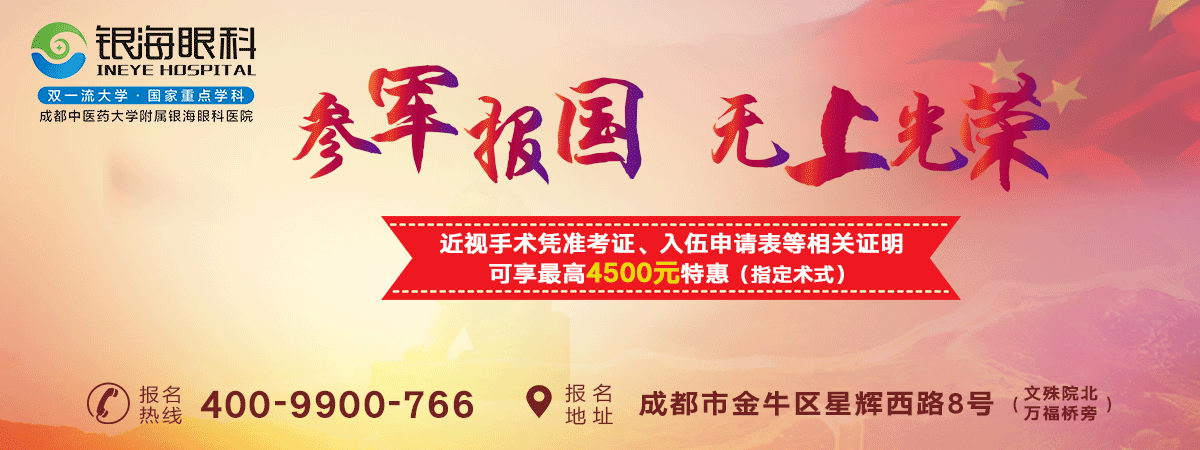 银海眼科
INEYE HOSPITAL
双一流大学·国家重点学科
成都中医药大学附属银海眼科医院
参军报国 无上光荣
近视手术凭准考证、入伍申请表等相关证明
可享最高4500元特惠（指定术式）
报名
热线
400-9900-766
报名
地址
成都市金牛区星辉西路8号
（文殊院北
万福桥旁）